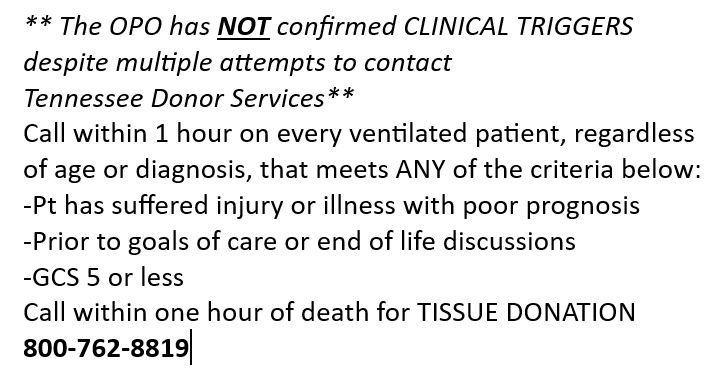 ** The OPO has NOT confirmed CLINICAL TRIGGERS
despite multiple attempts to contact
Tennessee Donor Services**
Call within 1 hour on every ventilated patient, regardless
of age or diagnosis, that meets ANY of the criteria below:
-Pt has suffered injury or illness with poor prognosis
-Prior to goals of care or end of life discussions
-GCS 5 or less
Call within one hour of death for TISSUE DONATION
800-762-8819